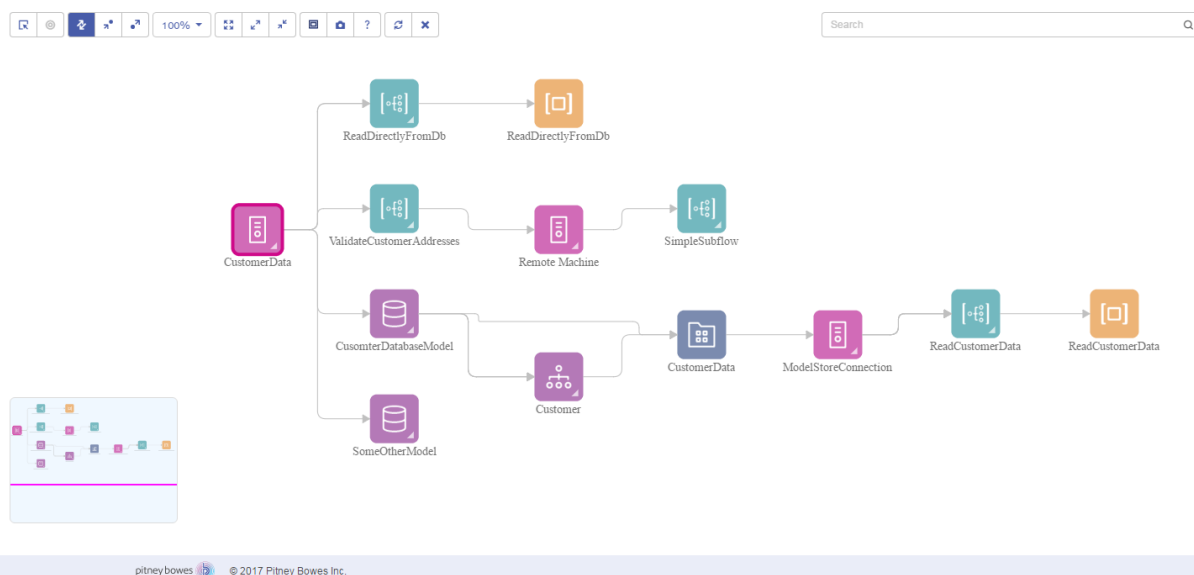 100%
?
Search
ReadDirectlyFromDb
ReadDirectlyFromDb
CustomerData
ValidateCustomerAddresses
Remote Machine
SimpleSubflow
CusomterDatabaseModel
Customer
CustomerData
ModelStoreConnection
ReadCustomerData
ReadCustomerData
SomeOtherModel
pitney bowes © 2017 Pitney Bowes Inc.